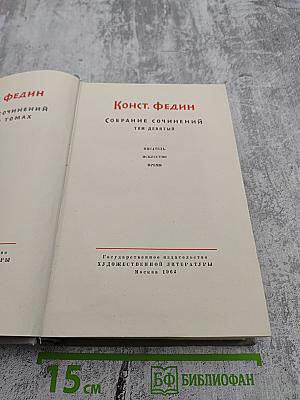 . ФЕДИН
СОЧИНЕНИЙ
ТОМАХ
КОНСТ. ФЕДИН
СОБРАНИЕ СОЧИНЕНИЙ
ТОМ ДЕВЯТЫЙ
ПИСАТЕЛЬ
ИСКУССТВО
ВРЕМЯ
Государственное издательство
ХУДОЖЕСТВЕННОЙ ЛИТЕРАТУРЫ
Москва 1962
15 СМ
БФ БИБЛИОФАН